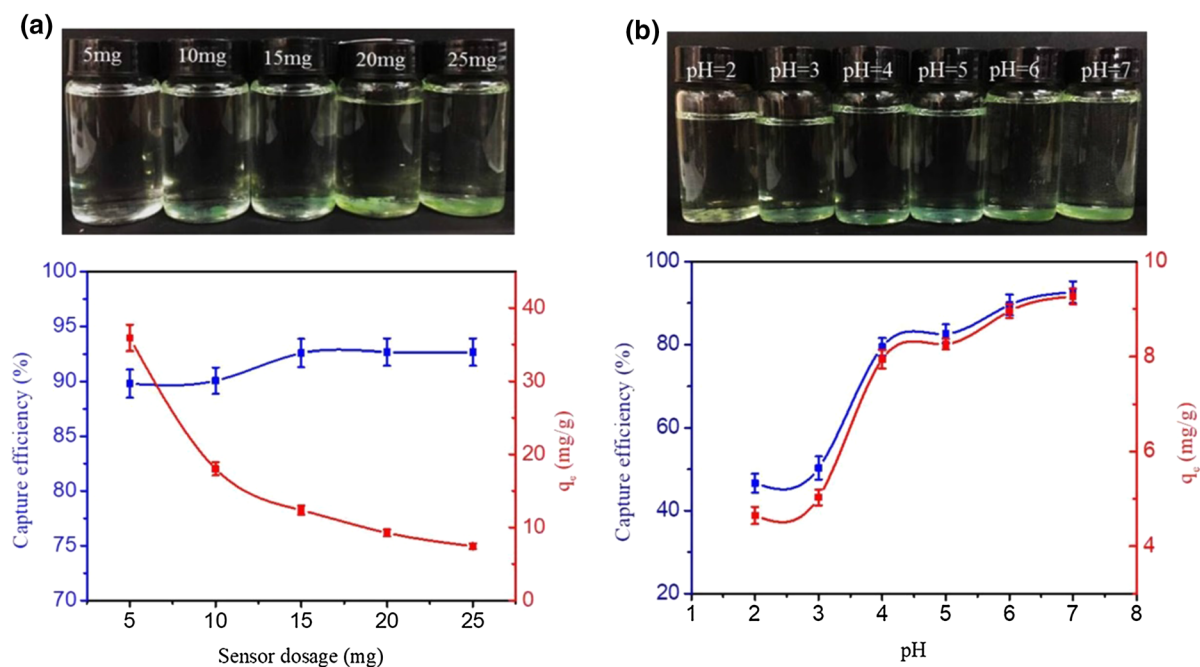 (a)
5mg 10mg 15mg 20mg 25mg
100
95
90
85
80
75
70
Capture efficiency (%)
40
30
20
10
0
qe (mg/g)
5 10 15 20 25
Sensor dosage (mg)
(b)
pH=2 pH=3 pH=4 pH=5 pH=6 pH=7
100
80
60
40
20
Capture efficiency (%)
10
8
6
4
qe (mg/g)
1 2 3 4 5 6 7 8
pH